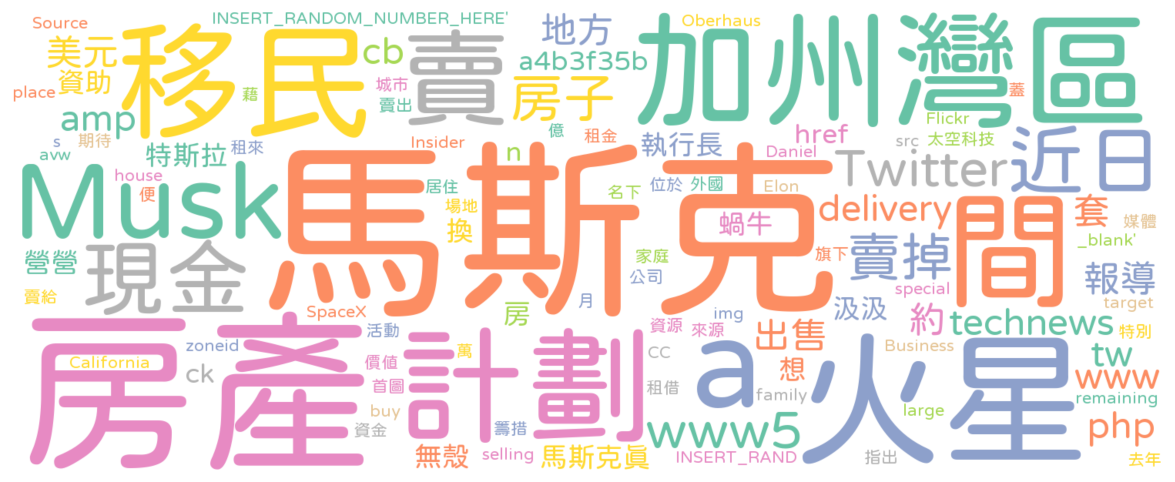 Source
INSERT_RANDOM_NUMBER_HERE'
地方
Oberhaus
美元
移民
cb
賣
加州灣區
資助
城市
a4b3f35b
place
藉
賣出
房子
蓋
amp
Flickr
s
期待
億
租金
執行長
href
src
太空科技
近日
avw
特斯拉
租來
Insider
n
Daniel
Twitter
house
Musk
便
馬斯克
居住
名下
位於
外國
Elon
間
場地
delivery
套
換
蝸牛
媒體
現金
_blank'
營營
家庭
旗下
賣掉
公司
報導
賣給
special
target
SpaceX
房
月
img
汲汲
約
technews
房產
計劃
活動
資源
來源
出售
特別
zoneid
a
火星
California
價值
萬
CC
Business
tw
ck
首圖
想
www
租借
family
remaining
buy
large
資金
籌措
www5
php
無殼
selling
馬斯克真
INSERT_RAND
指出
去年